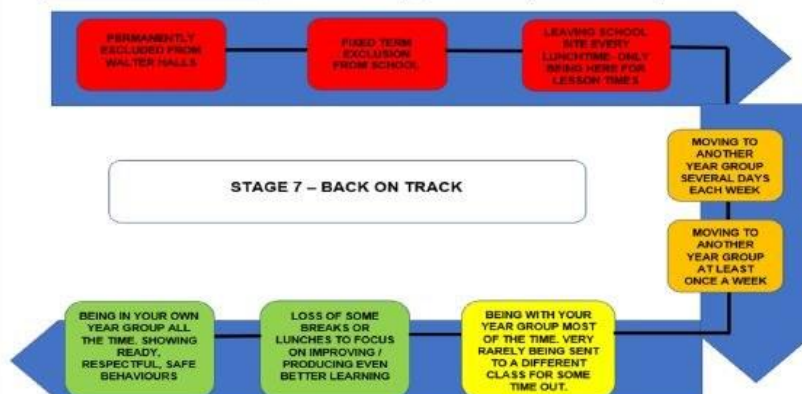 PERMANENTLY
EXCLUDED FROM
WALTER HALLS
FIXED TERM
EXCLUSION
FROM SCHOOL
LEAVING SCHOOL
SITE EVERY
LUNCHTIME- ONLY
BEING HERE FOR
LESSON TIMES
MOVING TO
ANOTHER
YEAR GROUP
SEVERAL DAYS
EACH WEEK
STAGE 7 – BACK ON TRACK
MOVING TO
ANOTHER
YEAR GROUP
AT LEAST
ONCE A WEEK
BEING IN YOUR OWN
YEAR GROUP ALL
THE TIME. SHOWING
READY,
RESPECTFUL, SAFE
BEHAVIOURS
LOSS OF SOME
BREAKS OR
LUNCHES TO FOCUS
ON IMPROVING /
PRODUCING EVEN
BETTER LEARNING
BEING WITH YOUR
YEAR GROUP MOST
OF THE TIME. VERY
RARELY BEING SENT
TO A DIFFERENT
CLASS FOR SOME
TIME OUT.